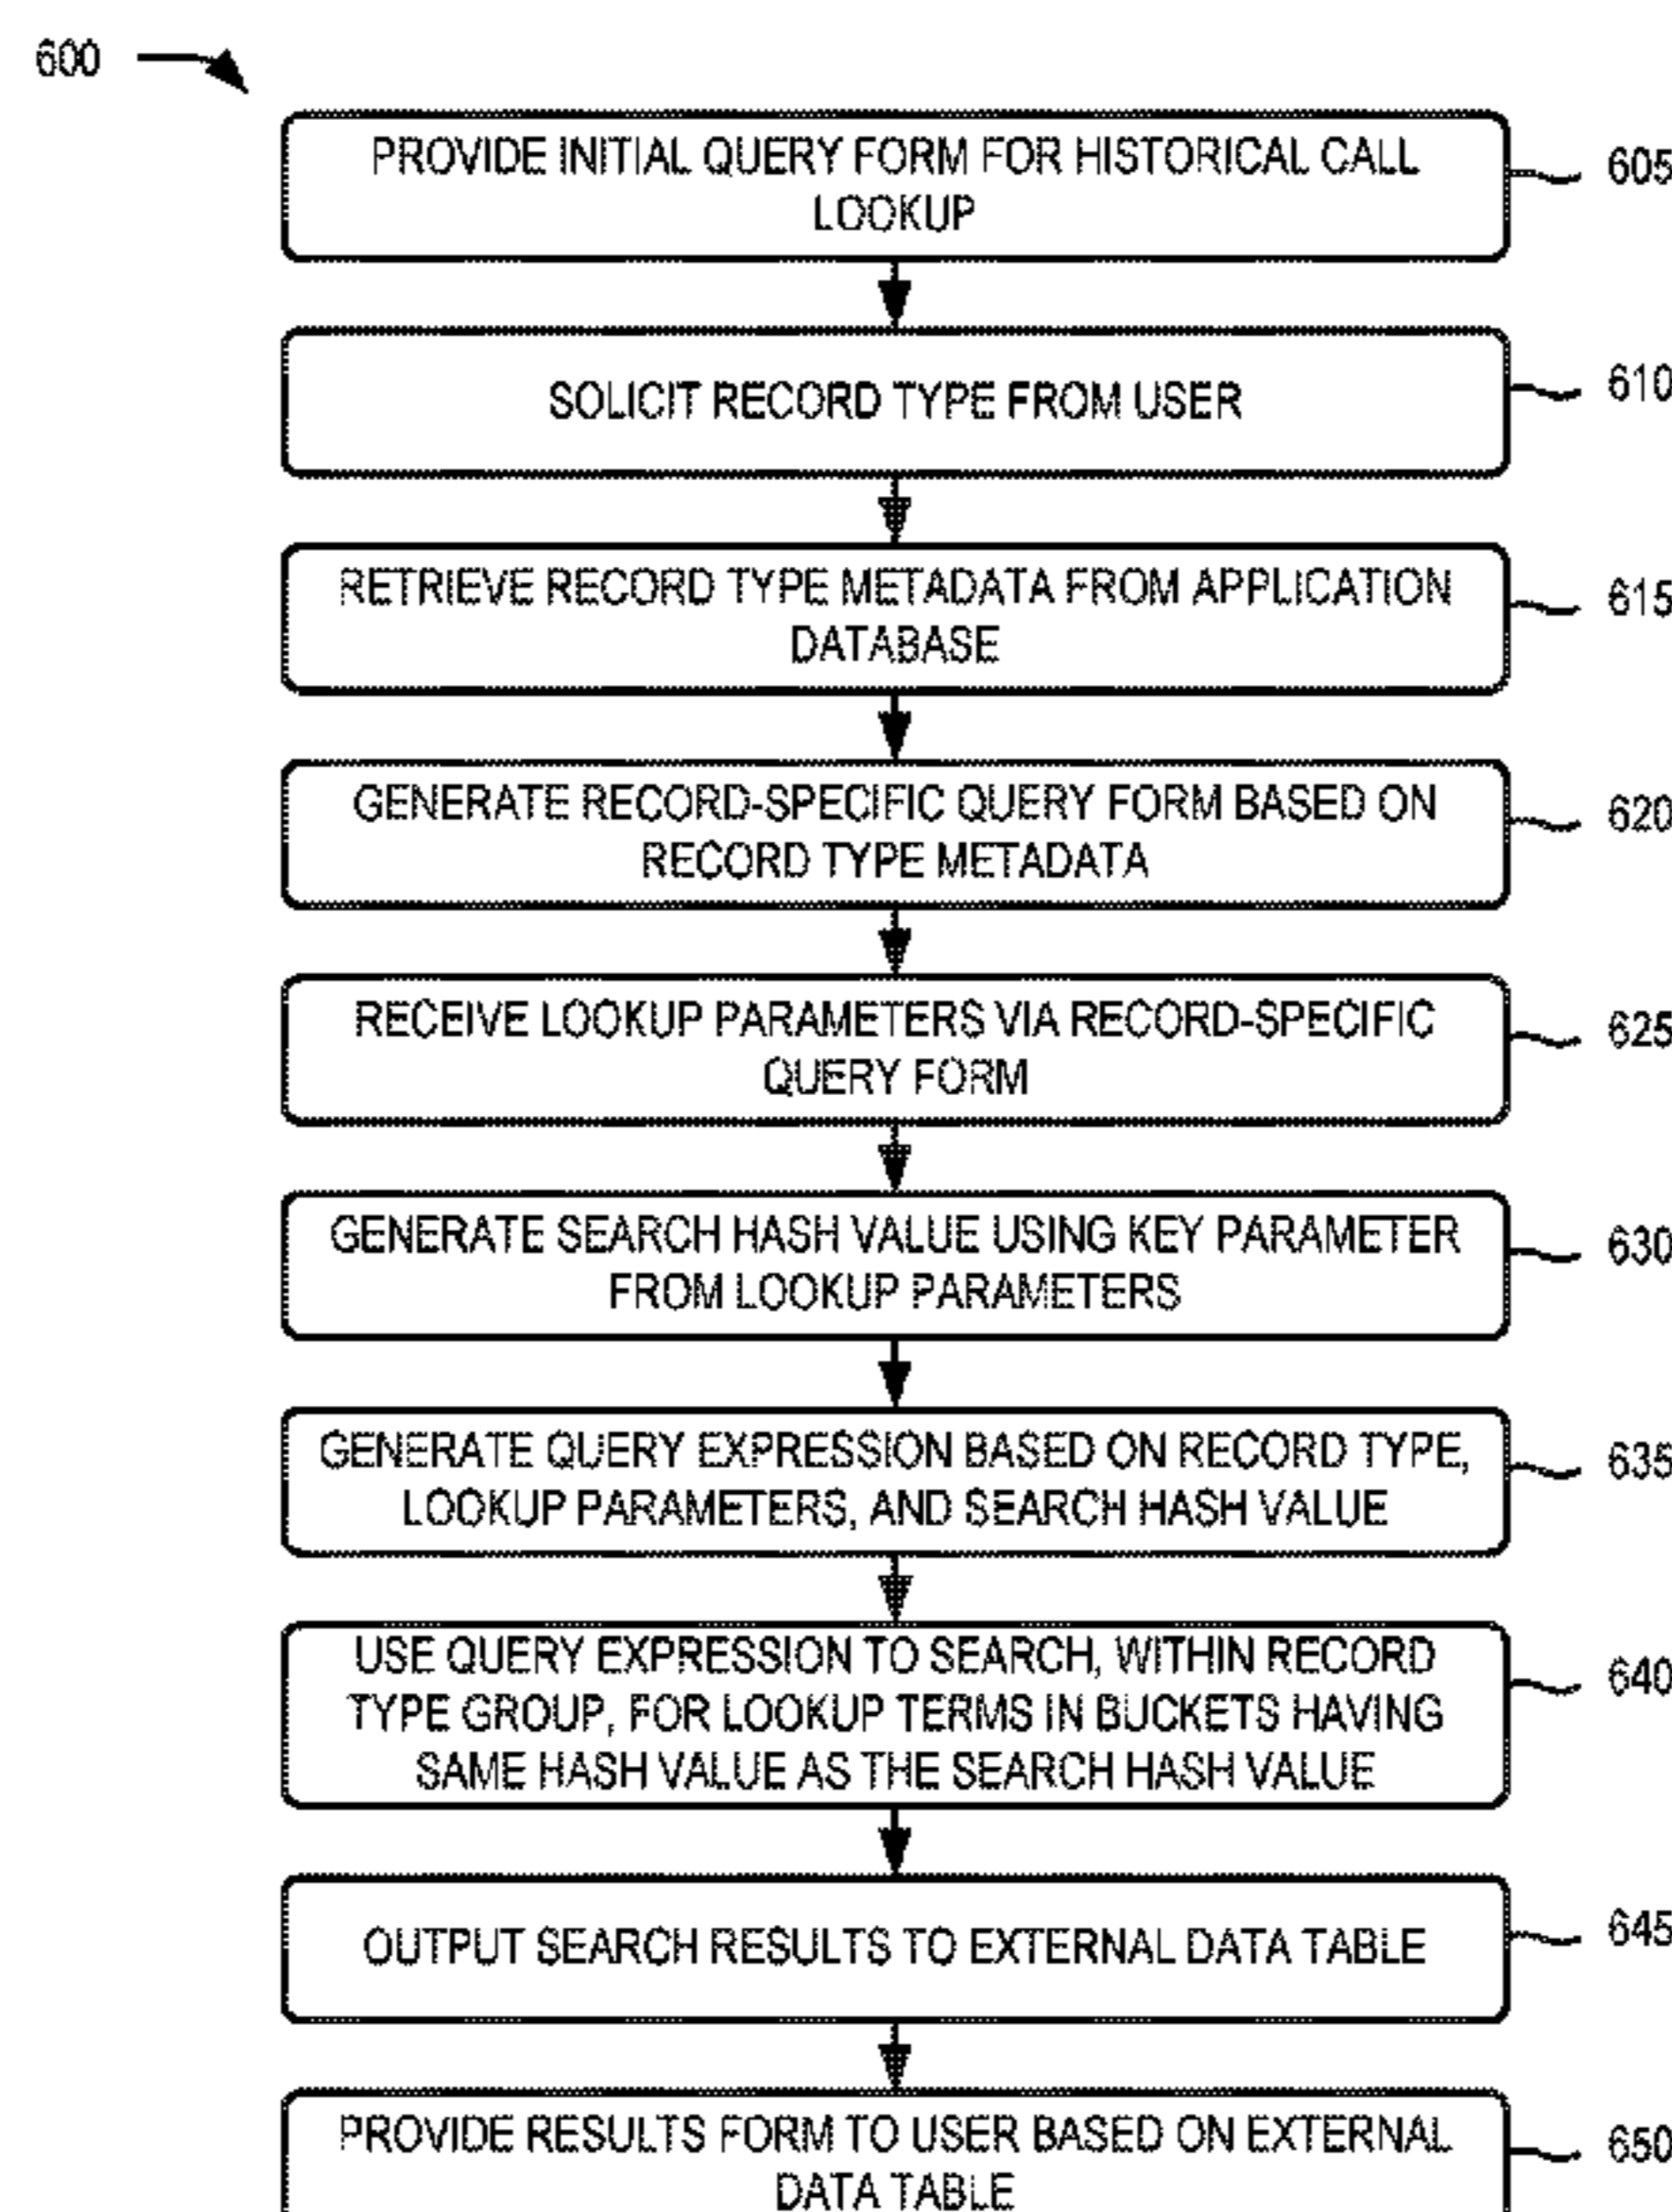 600
PROVIDE INITIAL QUERY FORM FOR HISTORICAL CALL
LOOKUP
605
SOLICIT RECORD TYPE FROM USER
610
RETRIEVE RECORD TYPE METADATA FROM APPLICATION
DATABASE
615
GENERATE RECORD-SPECIFIC QUERY FORM BASED ON
RECORD TYPE METADATA
620
RECEIVE LOOKUP PARAMETERS VIA RECORD-SPECIFIC
QUERY FORM
625
GENERATE SEARCH HASH VALUE USING KEY PARAMETER
FROM LOOKUP PARAMETERS
630
GENERATE QUERY EXPRESSION BASED ON RECORD TYPE,
LOOKUP PARAMETERS, AND SEARCH HASH VALUE
635
USE QUERY EXPRESSION TO SEARCH, WITHIN RECORD
TYPE GROUP, FOR LOOKUP TERMS IN BUCKETS HAVING
SAME HASH VALUE AS THE SEARCH HASH VALUE
640
OUTPUT SEARCH RESULTS TO EXTERNAL DATA TABLE
645
PROVIDE RESULTS FORM TO USER BASED ON EXTERNAL
DATA TABLE
650